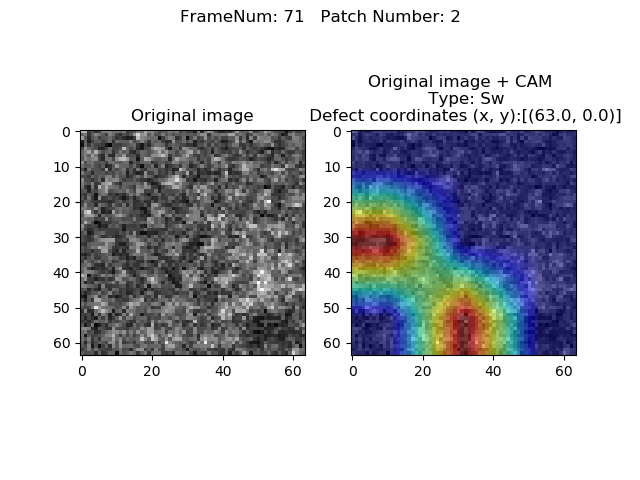 FrameNum: 71   Patch Number: 2
Original image
Original image + CAM
Type: Sw
Defect coordinates (x, y):[(63.0, 0.0)]
0
10
20
30
40
50
60
0 20 40 60
0
10
20
30
40
50
60
0 20 40 60